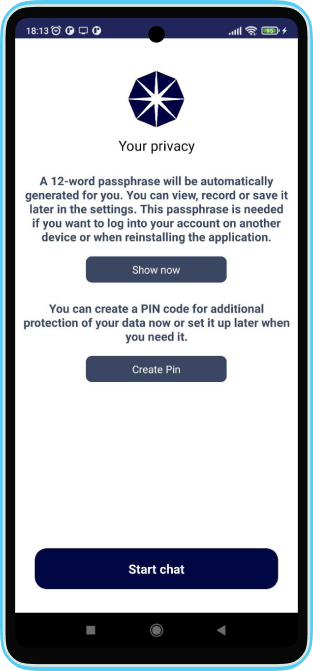 18:13
95
Your privacy
A 12-word passphrase will be automatically
generated for you. You can view, record or save it
later in the settings. This passphrase is needed
if you want to log into your account on another
device or when reinstalling the application.
Show now
You can create a PIN code for additional
protection of your data now or set it up later when
you need it.
Create Pin
Start chat